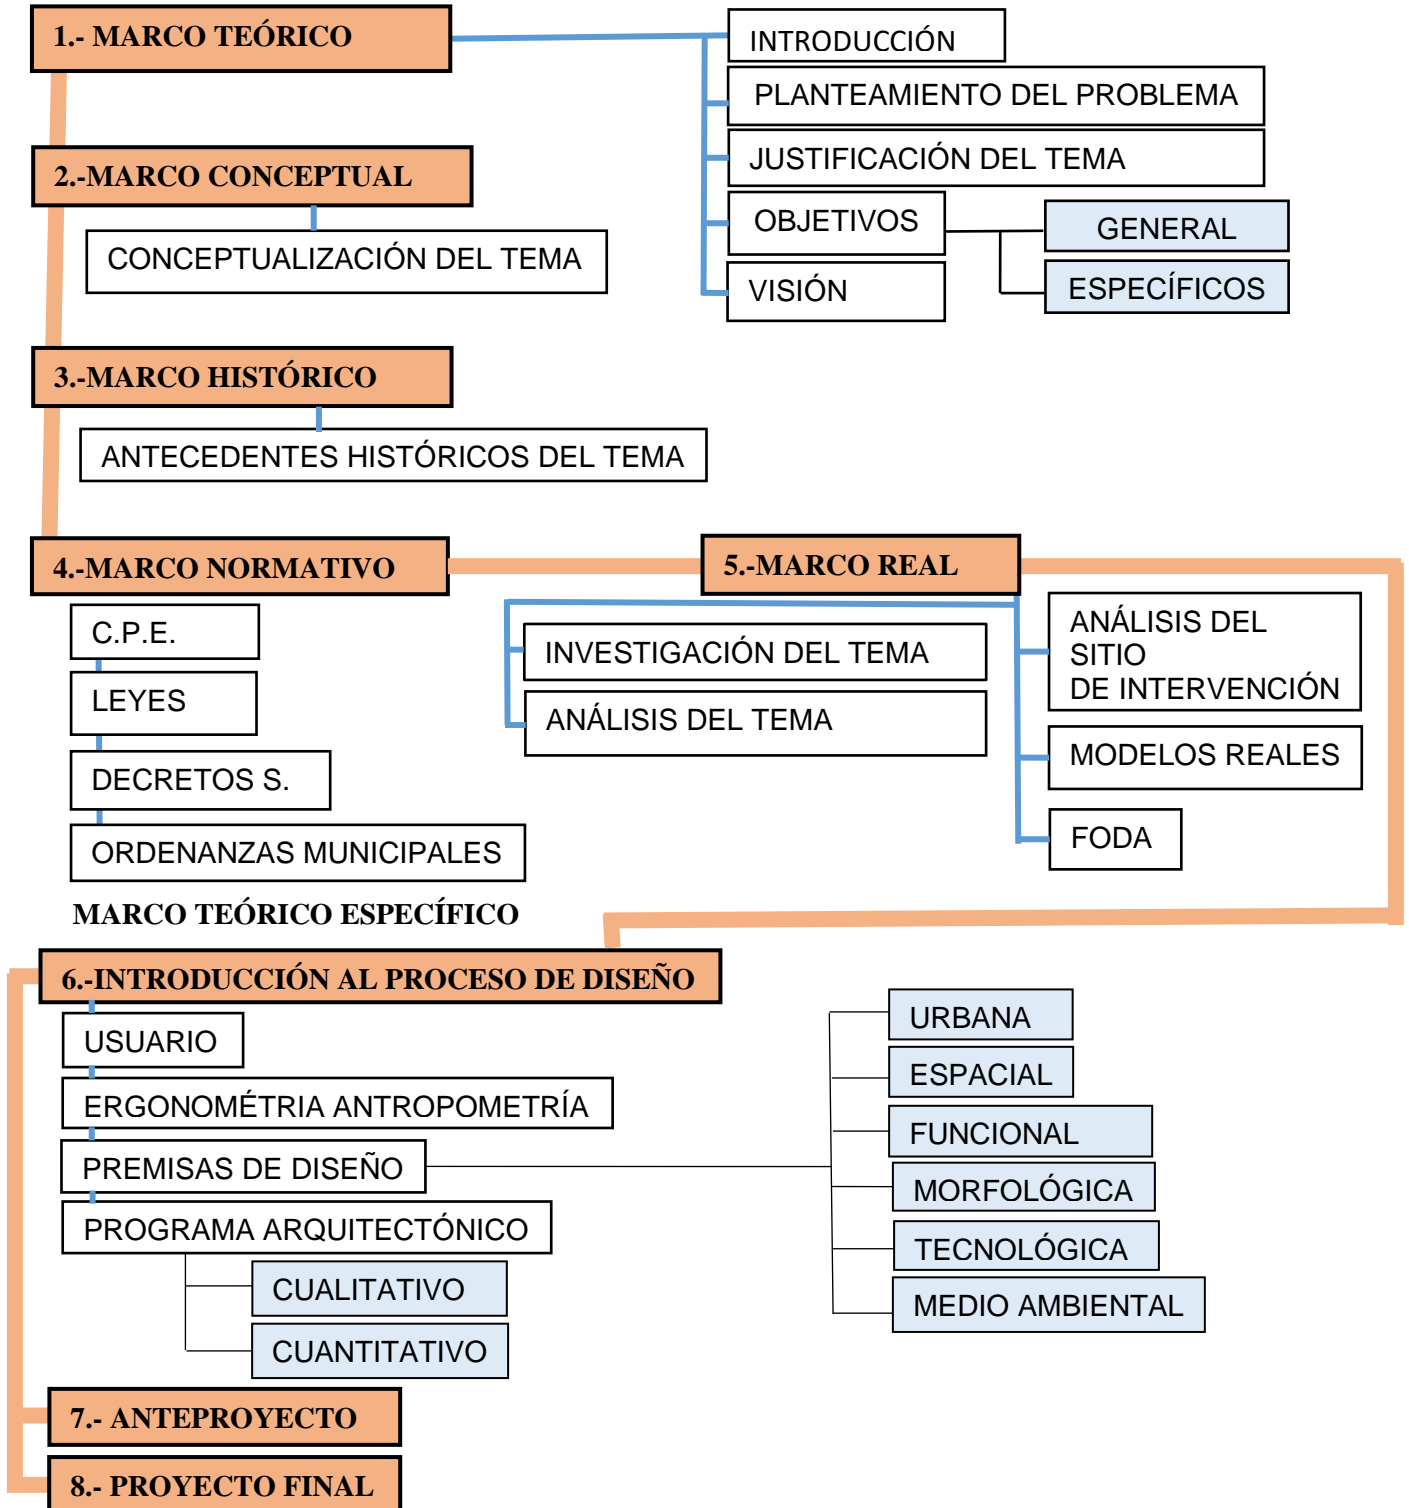 1.- MARCO TEÓRICO
INTRODUCCIÓN
PLANTEAMIENTO DEL PROBLEMA
JUSTIFICACIÓN DEL TEMA
OBJETIVOS
GENERAL
ESPECÍFICOS
VISIÓN
2.-MARCO CONCEPTUAL
CONCEPTUALIZACIÓN DEL TEMA
3.-MARCO HISTÓRICO
ANTECEDENTES HISTÓRICOS DEL TEMA
4.-MARCO NORMATIVO
C.P.E.
LEYES
DECRETOS S.
ORDENANZAS MUNICIPALES
5.-MARCO REAL
INVESTIGACIÓN DEL TEMA
ANÁLISIS DEL TEMA
ANÁLISIS DEL
SITIO
DE INTERVENCIÓN
MODELOS REALES
FODA
MARCO TEÓRICO ESPECÍFICO
6.-INTRODUCCIÓN AL PROCESO DE DISEÑO
USUARIO
ERGONOMÉTRIA ANTROPOMETRÍA
PREMISAS DE DISEÑO
URBANA
ESPACIAL
FUNCIONAL
MORFOLÓGICA
TECNOLÓGICA
MEDIO AMBIENTAL
PROGRAMA ARQUITECTÓNICO
CUALITATIVO
CUANTITATIVO
7.- ANTEPROYECTO
8.- PROYECTO FINAL